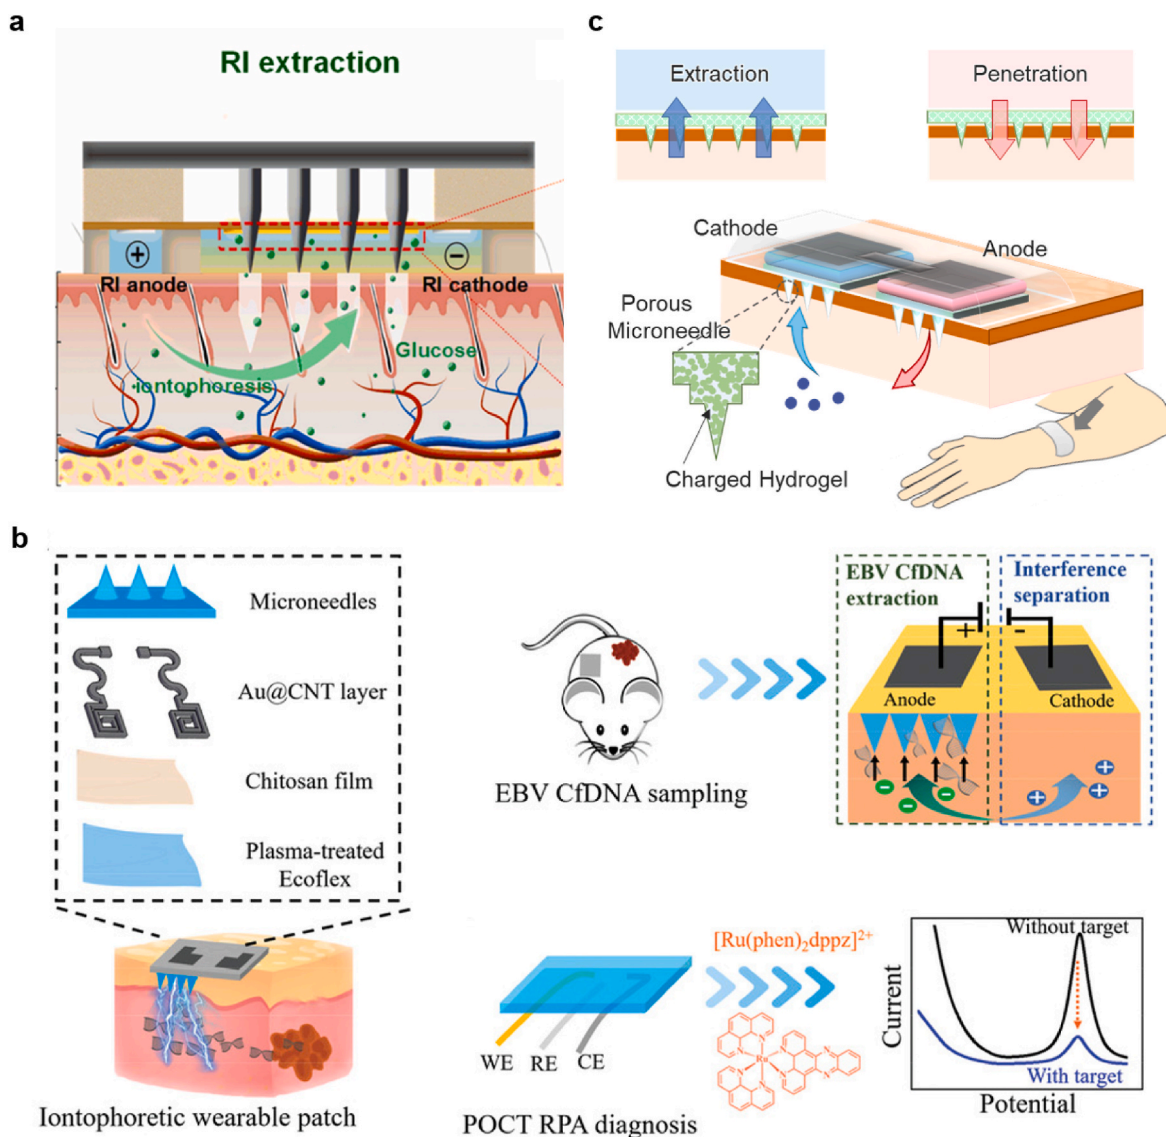 a
RI extraction
+
−
RI anode
RI cathode
Glucose
iontophoresis
c
Extraction
Penetration
Cathode
Anode
Porous
Microneedle
Charged Hydrogel
b
Microneedles
Au@CNT layer
Chitosan film
Plasma-treated
Ecoflex
Iontophoretic wearable patch
EBV CfDNA sampling
EBV CfDNA
extraction
Interference
separation
+
-
Anode
Cathode
−
−
−
+
+
+
WE
RE
CE
POCT RPA diagnosis
[Ru(phen)₂dppz]²⁺
N
N
N
N
N
N
N
N
Ru
Without target
With target
Current
Potential